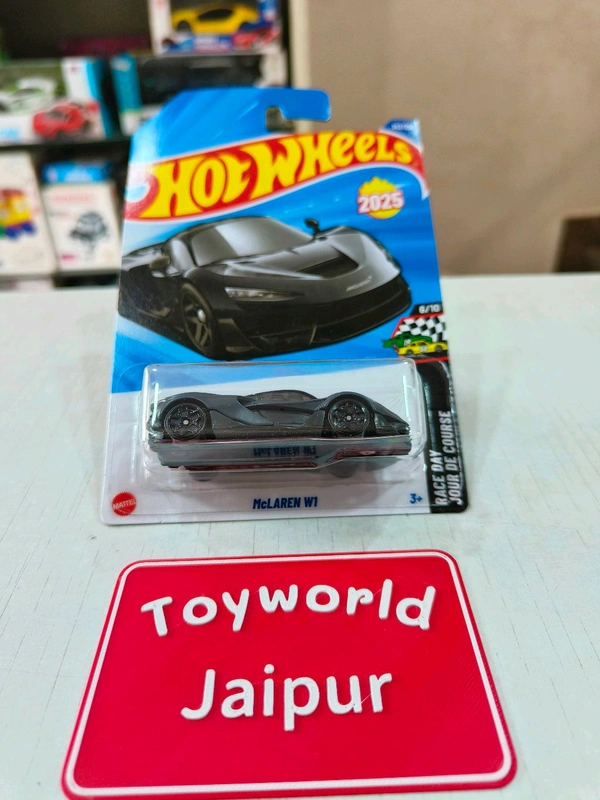 HOT WHEELS
2025
6/10
RACE DAY
JOUR DE COURSE
MATTEL
McLAREN W1
3+
Toyworld
Jaipur